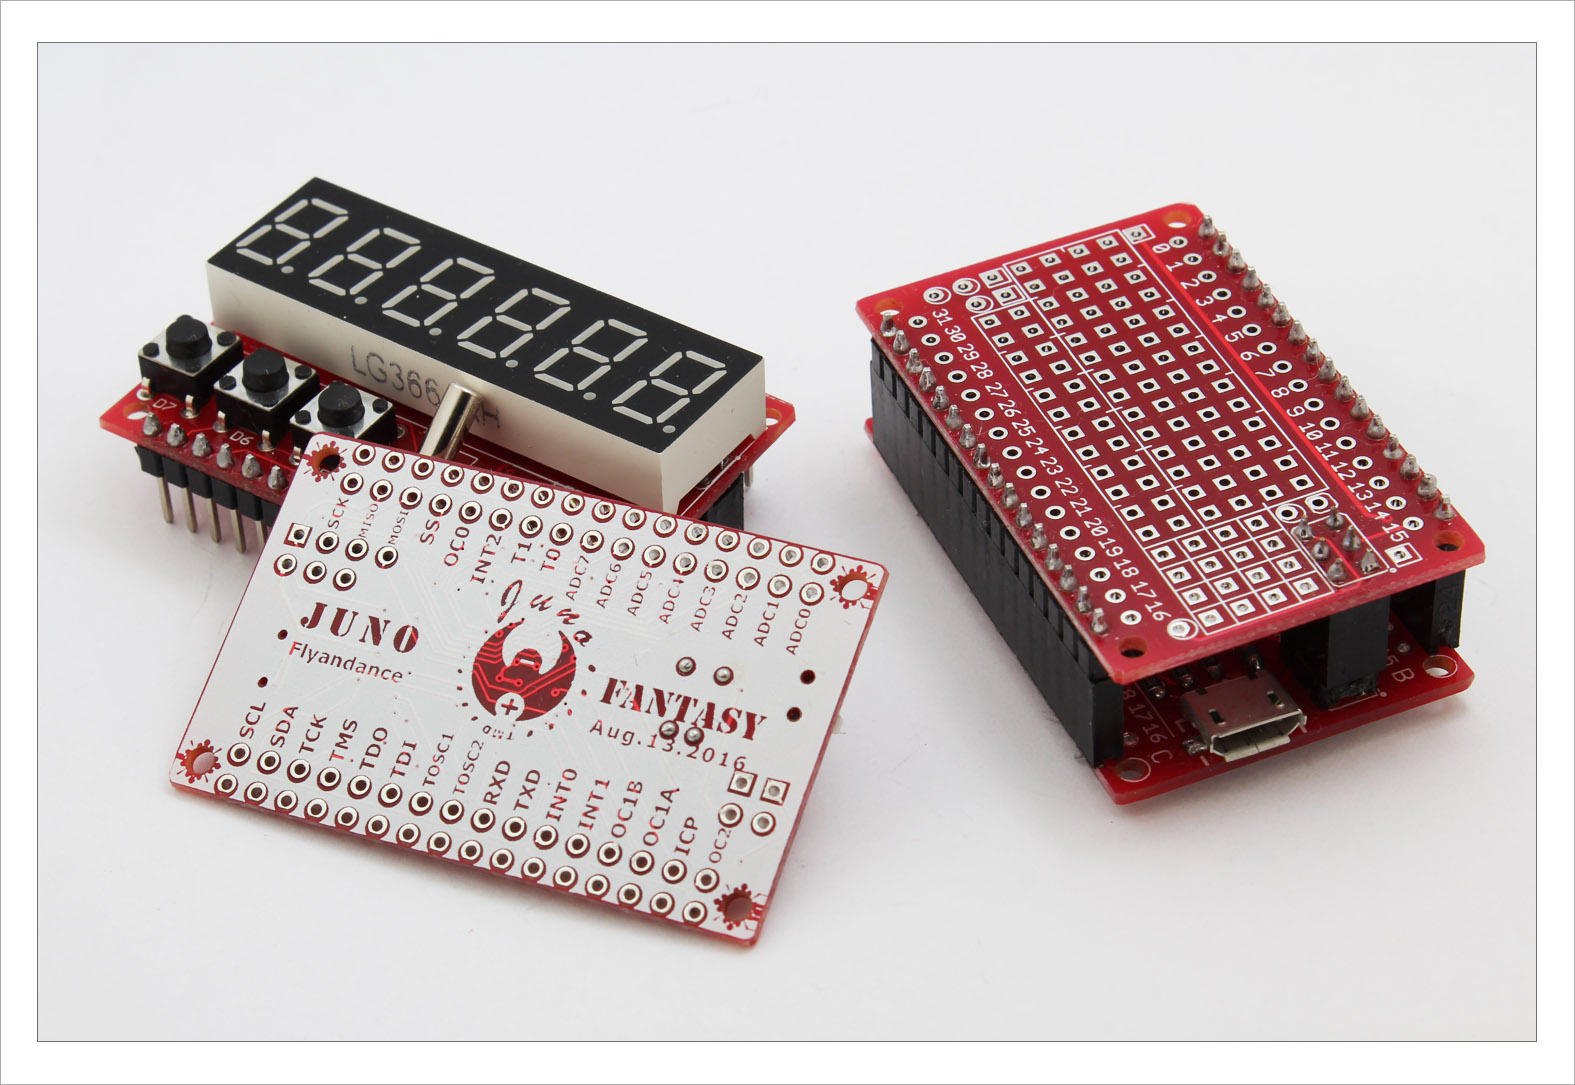 LG366
D7
D6
SCK
MISO
MOSI
SS
OC0
INT2
T1
T0
ADC7
ADC6
ADC5
ADC4
ADC3
ADC2
ADC1
ADC0
JUNO
Flyandance
Juno
FANTASY
Aug.13.2016
SCL
SDA
TCK
TMS
TDO
TDI
TOSC1
TOSC2
RXD
TXD
INT0
INT1
OC1B
OC1A
ICP
OC2
0
1
2
3
4
5
6
7
8
9
10
11
12
13
14
15
31
30
29
28
27
26
25
24
23
22
21
20
19
18
17
16
B
8 17 16
C